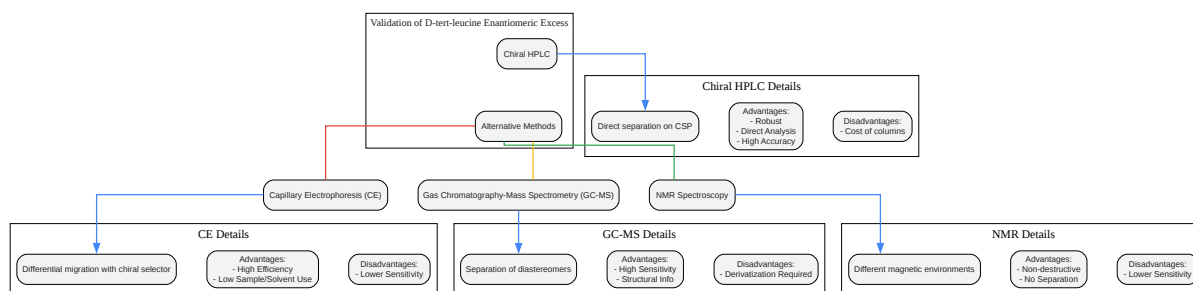 Validation of D-tert-leucine Enantiomeric Excess
Chiral HPLC
Alternative Methods
Chiral HPLC Details
Direct separation on CSP
Advantages:
- Robust
- Direct Analysis
- High Accuracy
Disadvantages:
- Cost of columns
Capillary Electrophoresis (CE)
Gas Chromatography-Mass Spectrometry (GC-MS)
NMR Spectroscopy
CE Details
Differential migration with chiral selector
Advantages:
- High Efficiency
- Low Sample/Solvent Use
Disadvantages:
- Lower Sensitivity
GC-MS Details
Separation of diastereomers
Advantages:
- High Sensitivity
- Structural Info
Disadvantages:
- Derivatization Required
NMR Details
Different magnetic environments
Advantages:
- Non-destructive
- No Separation
Disadvantages:
- Lower Sensitivity